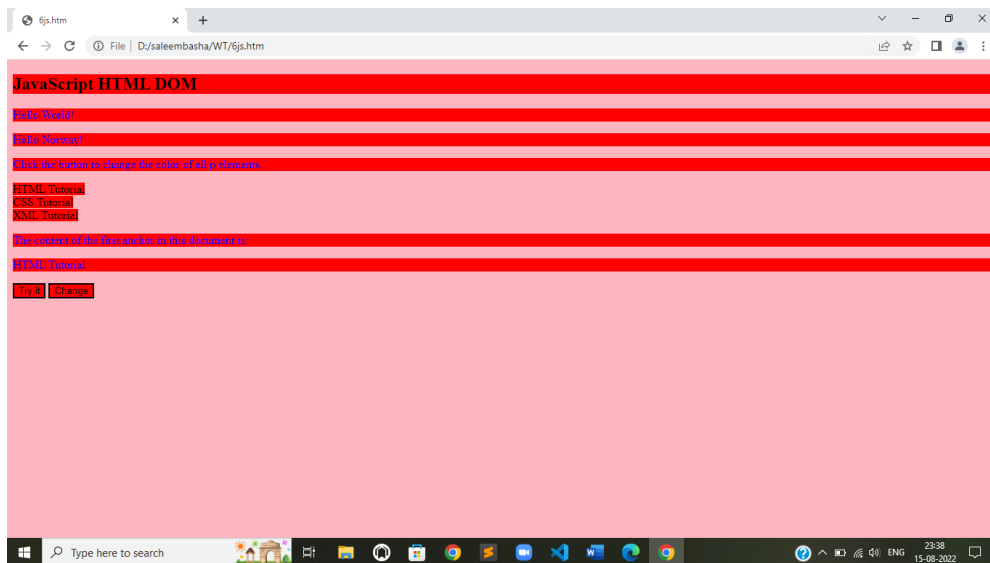 6js.htm
File D:/saleembasha/WT/6js.htm
JavaScript HTML DOM
Hello World!
Hello Norway!
Click the button to change the color of all p elements.
HTML Tutorial
CSS Tutorial
XML Tutorial
The content of the first anchor in this document is:
HTML Tutorial
Try it Change
Type here to search
ENG
23:38
15-08-2022